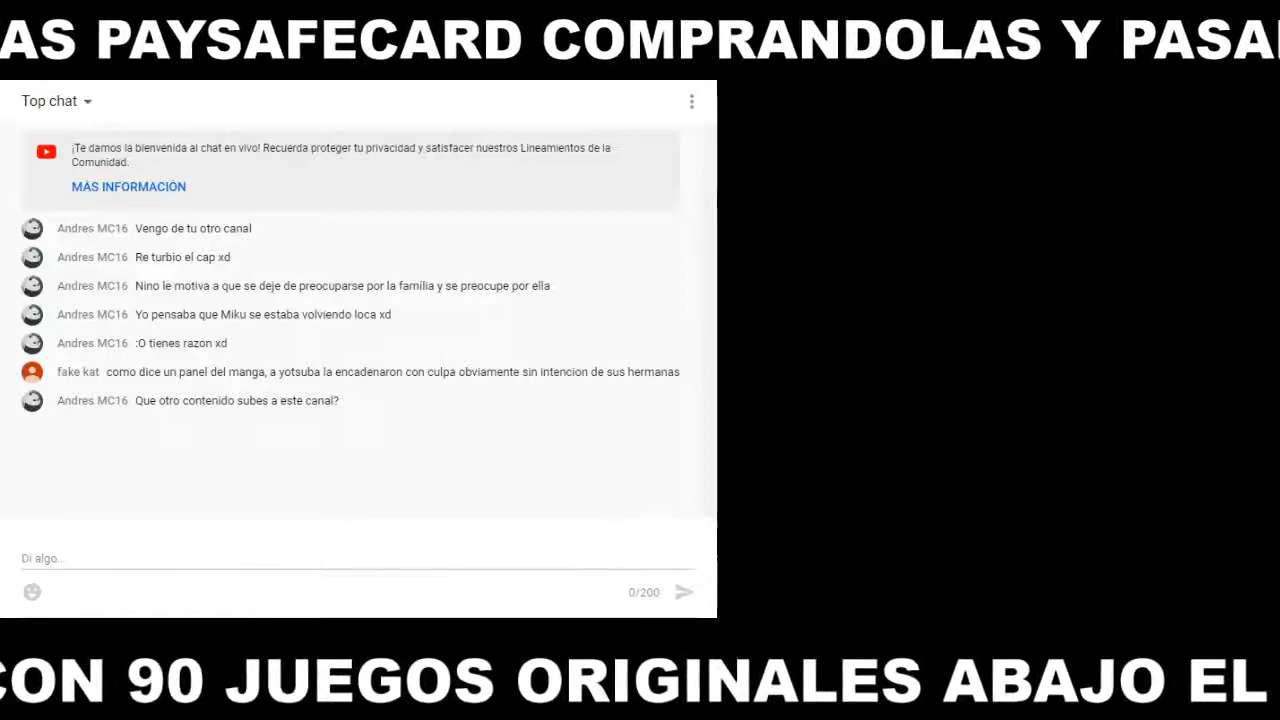 AS PAYSAFECARD COMPRANDOLAS Y PASA
Top chat
¡Te damos la bienvenida al chat en vivo! Recuerda proteger tu privacidad y satisfacer nuestros Lineamientos de la
Comunidad.
MÁS INFORMACIÓN
Andres MC16 Vengo de tu otro canal
Andres MC16 Re turbio el cap xd
Andres MC16 Nino le motiva a que se deje de preocuparse por la família y se preocupe por ella
Andres MC16 Yo pensaba que Miku se estaba volviendo loca xd
Andres MC16 :O tienes razon xd
fake kat como dice un panel del manga, a yotsuba la encadenaron con culpa obviamente sin intencion de sus hermanas
Andres MC16 Que otro contenido subes a este canal?
Di algo...
0/200
CON 90 JUEGOS ORIGINALES ABAJO EL